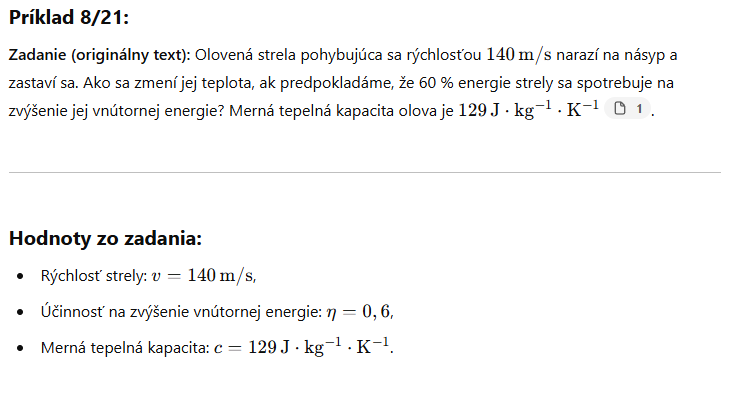 Príklad 8/21:
Zadanie (originálny text): Olovená strela pohybujúca sa rýchlosťou 140 m/s narazí na násyp a
zastaví sa. Ako sa zmení jej teplota, ak predpokladáme, že 60 % energie strely sa spotrebuje na
zvýšenie jej vnútornej energie? Merná tepelná kapacita olova je 129 J · kg⁻¹ · K⁻¹ 1 .
Hodnoty zo zadania:
• Rýchlosť strely: v = 140 m/s,
• Účinnosť na zvýšenie vnútornej energie: η = 0, 6,
• Merná tepelná kapacita: c = 129 J · kg⁻¹ · K⁻¹.